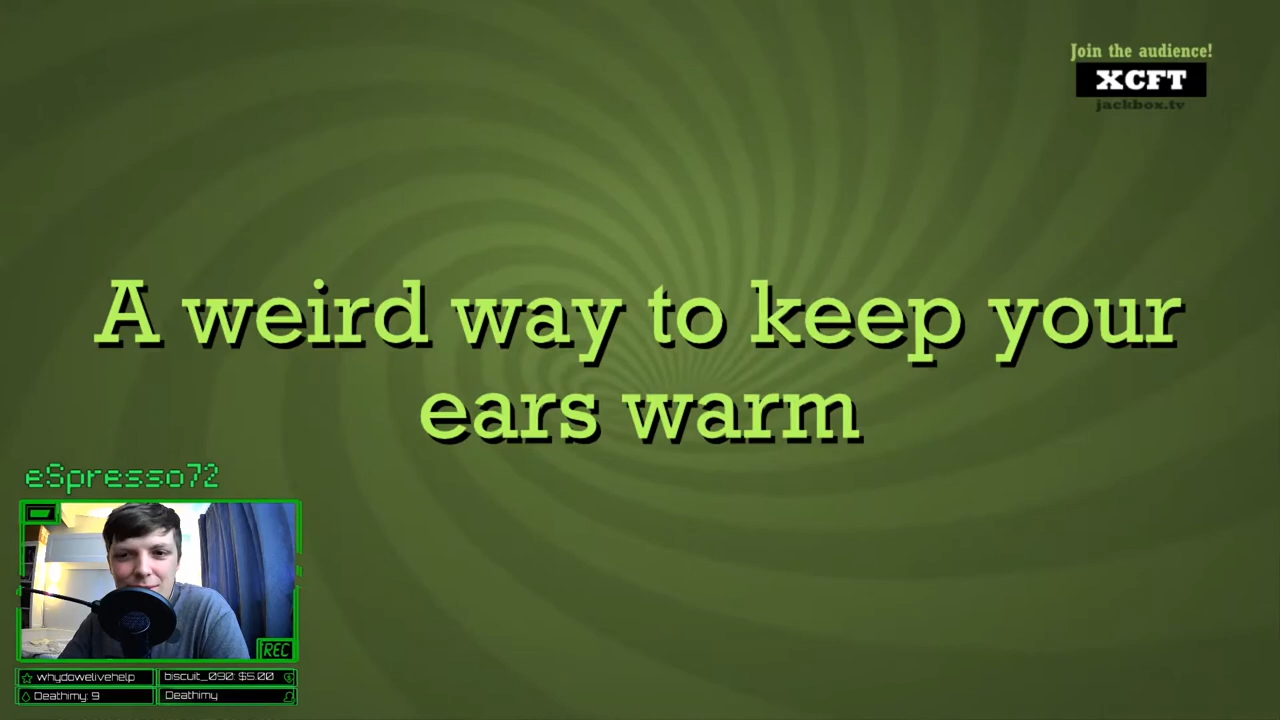 Join the audience!
XCFT
jackbox.tv
A weird way to keep your
ears warm
eSpresso72
REC
whydowelivehelp
biscuit_090: $5.00
Deathimy: 9
Deathimy